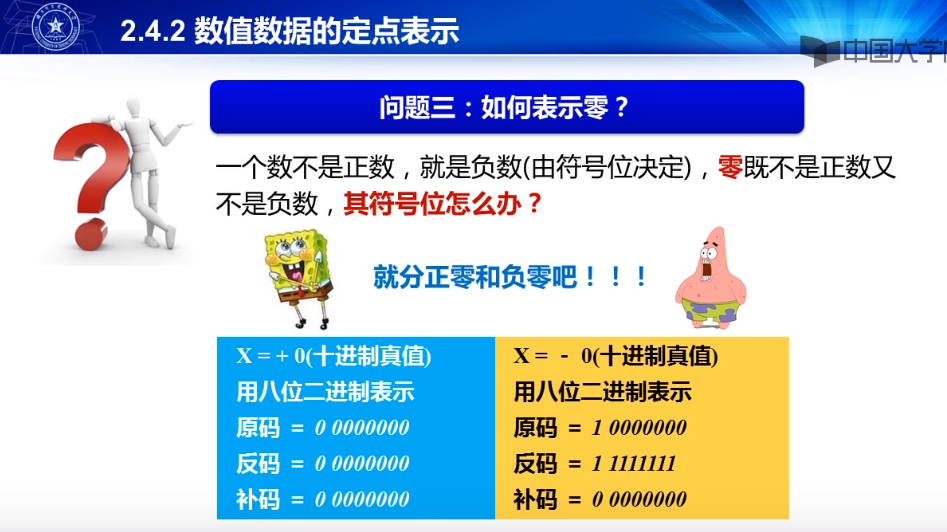 2.4.2 数值数据的定点表示
中国大学
问题三：如何表示零？
一个数不是正数，就是负数(由符号位决定)，零既不是正数又
不是负数，其符号位怎么办？
就分正零和负零吧！！！
X = + 0(十进制真值)
用八位二进制表示
原码 = 0 0000000
反码 = 0 0000000
补码 = 0 0000000
X = － 0(十进制真值)
用八位二进制表示
原码 = 1 0000000
反码 = 1 1111111
补码 = 0 0000000